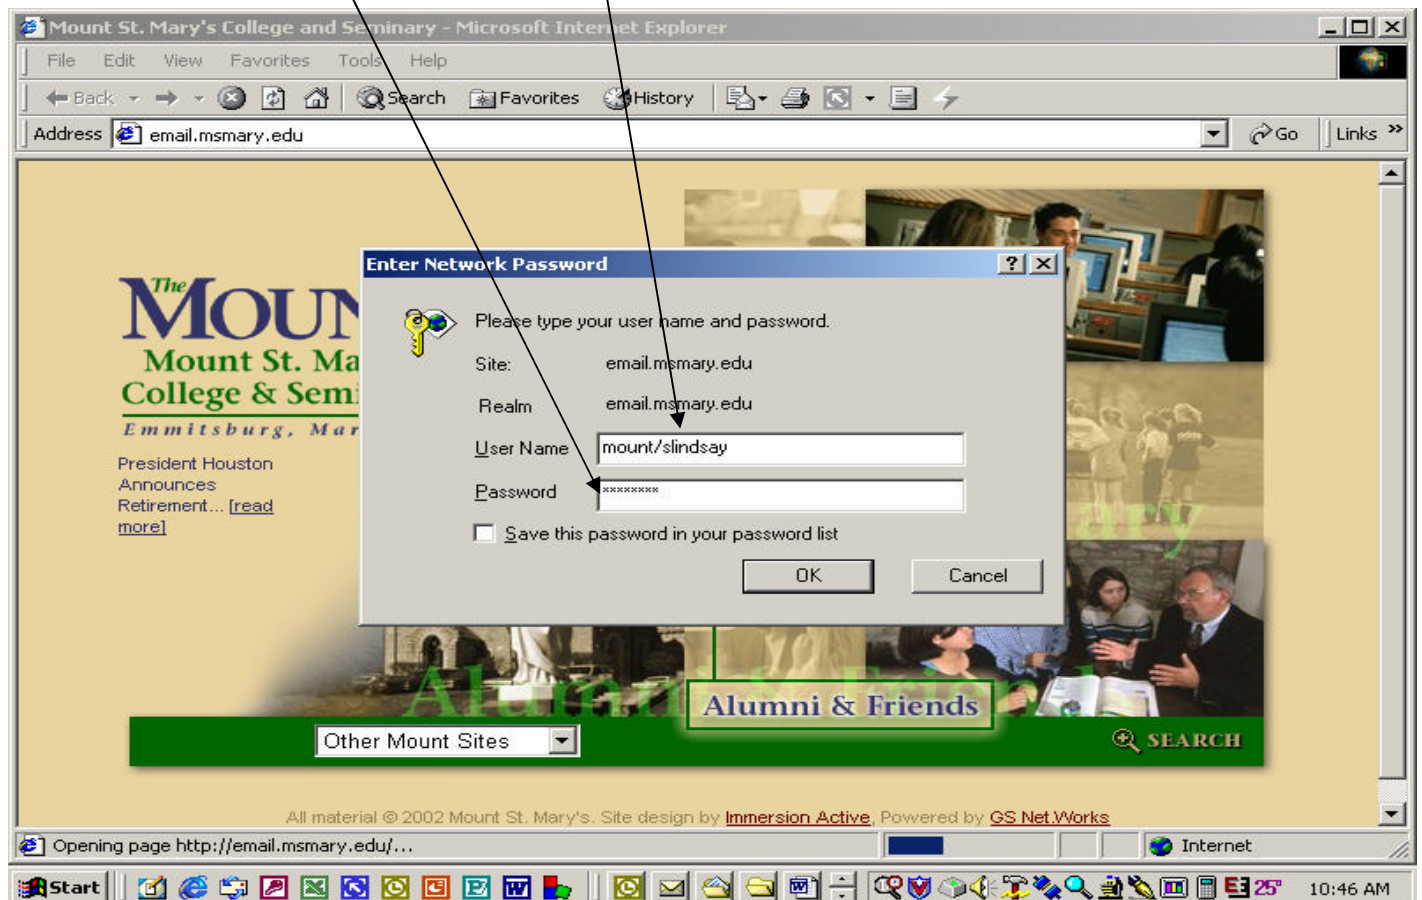 Mount St. Mary's College and Seminary - Microsoft Internet Explorer
File Edit View Favorites Tools Help
Back Search Favorites History
Address email.msmary.edu Go Links »
Enter Network Password
Please type your user name and password.
Site: email.msmary.edu
Realm email.msmary.edu
User Name mount/slindsay
Password ********
Save this password in your password list
OK Cancel
The
MOUN
Mount St. Ma
College & Semi
Emmitsburg, Mar
President Houston
Announces
Retirement... [read
more]
Alumni & Friends
Alumni & Friends
Other Mount Sites
SEARCH
All material © 2002 Mount St. Mary's. Site design by Immersion Active, Powered by GS Net.Works
Opening page http://email.msmary.edu/... Internet
Start 25° 10:46 AM